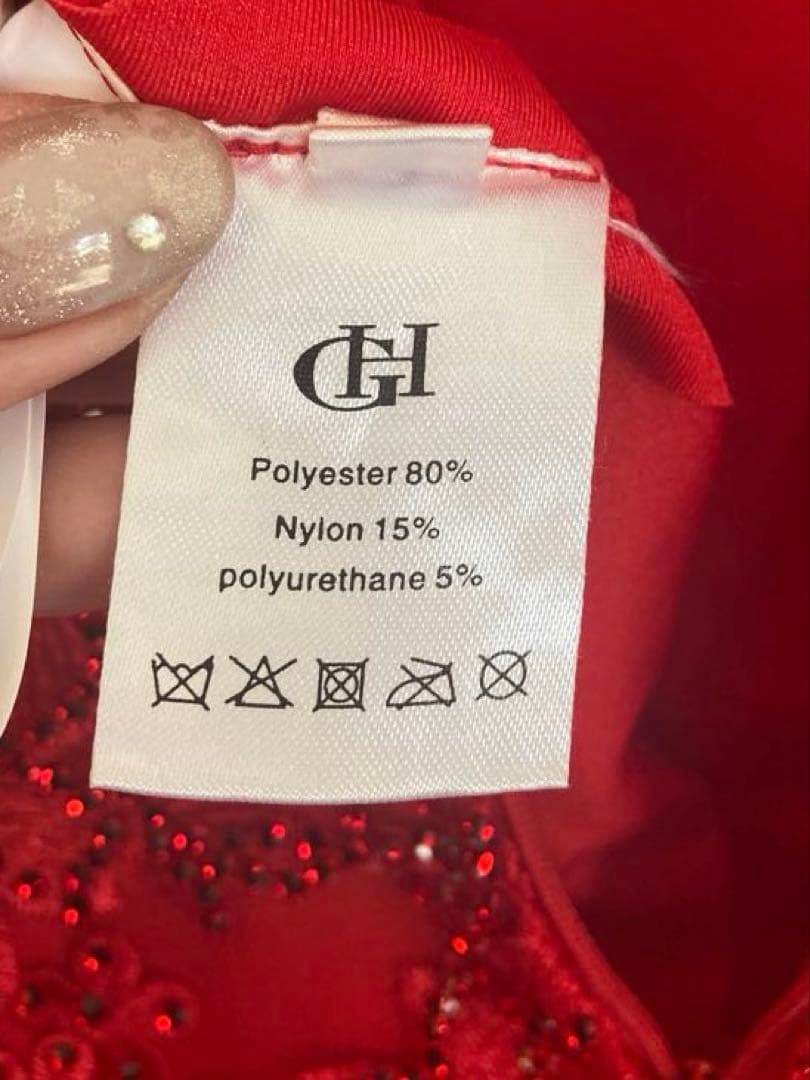 GH
Polyester 80%
Nylon 15%
polyurethane 5%